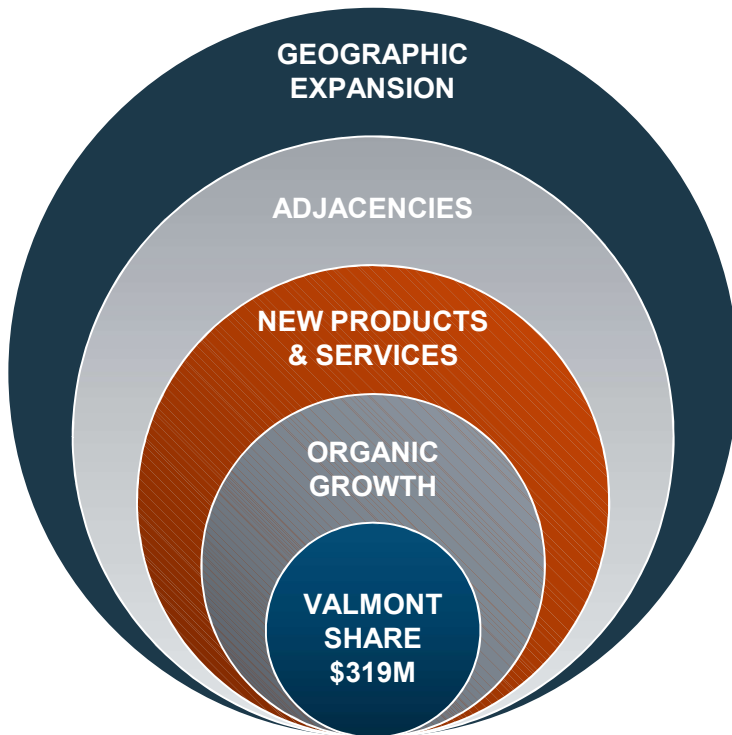 GEOGRAPHIC
EXPANSION
ADJACENCIES
NEW PRODUCTS
& SERVICES
ORGANIC
GROWTH
VALMONT
SHARE
$319M